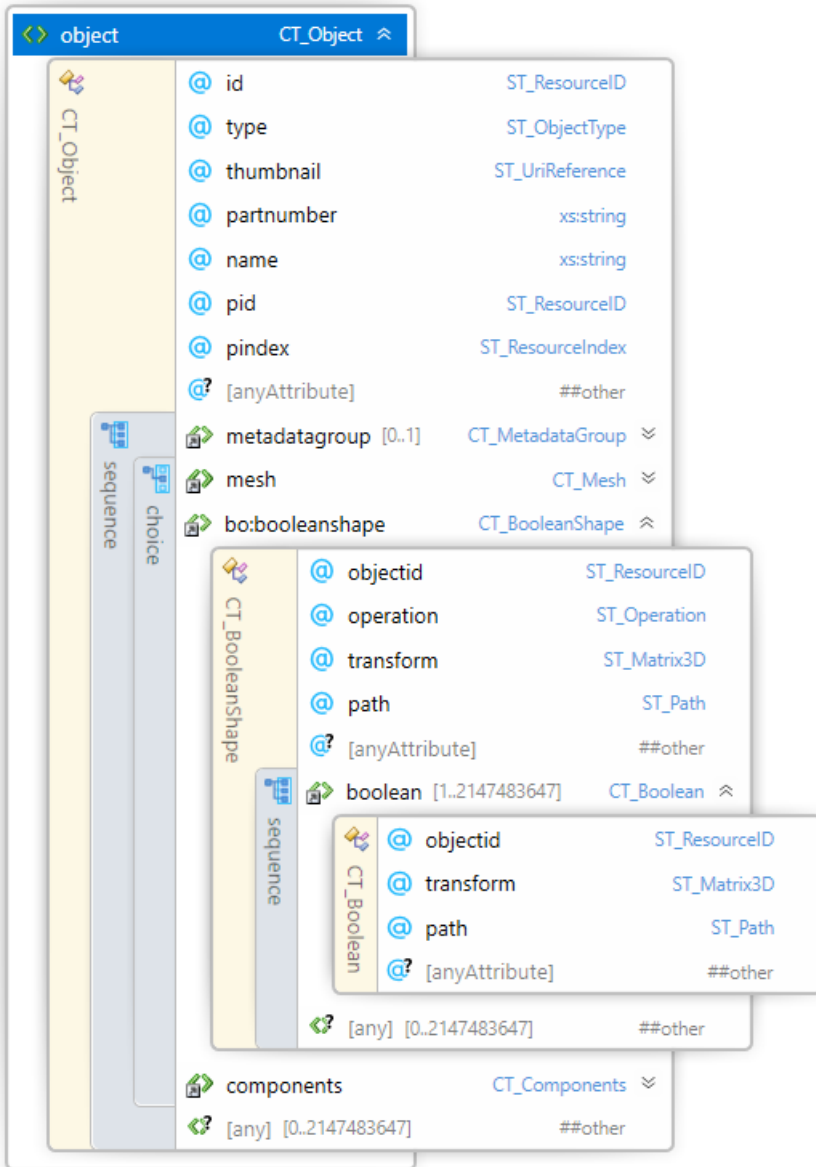 object CT_Object
CT_Object
id ST_ResourceID
type ST_ObjectType
thumbnail ST_UriReference
partnumber xs:string
name xs:string
pid ST_ResourceID
pindex ST_ResourceIndex
[anyAttribute] ##other
sequence
choice
metadatagroup [0..1] CT_MetadataGroup
mesh CT_Mesh
bo:booleanshape CT_BooleanShape
CT_BooleanShape
objectid ST_ResourceID
operation ST_Operation
transform ST_Matrix3D
path ST_Path
[anyAttribute] ##other
sequence
boolean [1..2147483647] CT_Boolean
CT_Boolean
objectid ST_ResourceID
transform ST_Matrix3D
path ST_Path
[anyAttribute] ##other
[any] [0..2147483647] ##other
components CT_Components
[any] [0..2147483647] ##other